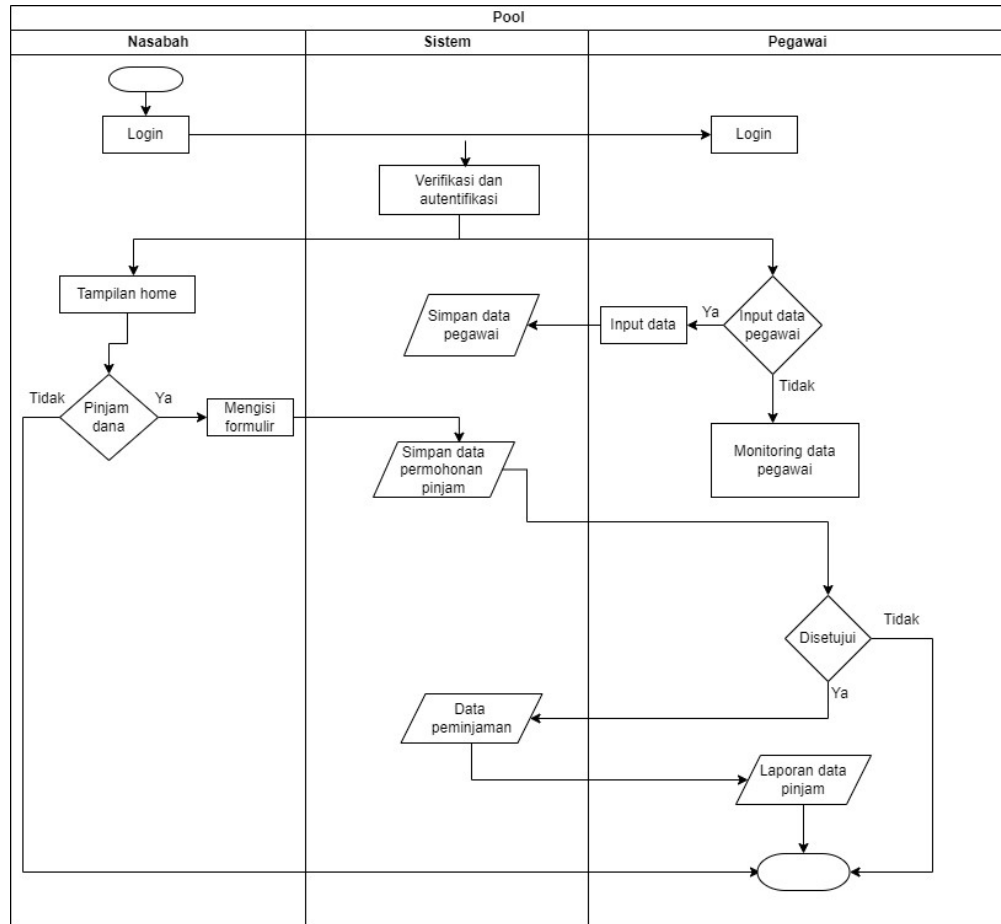 Pool
Nasabah
Sistem
Pegawai
Login
Login
Verifikasi dan
autentifikasi
Tampilan home
Simpan data
pegawai
Input data
Ya
Input data
pegawai
Tidak
Tidak
Pinjam
dana
Ya
Mengisi
formulir
Simpan data
permohonan
pinjam
Monitoring data
pegawai
Disetujui
Tidak
Ya
Data
peminjaman
Laporan data
pinjam